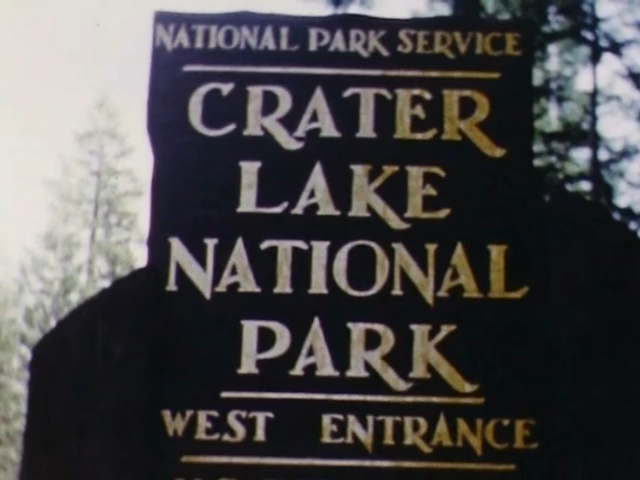 NATIONAL PARK SERVICE
CRATER
LAKE
NATIONAL
PARK
WEST ENTRANCE